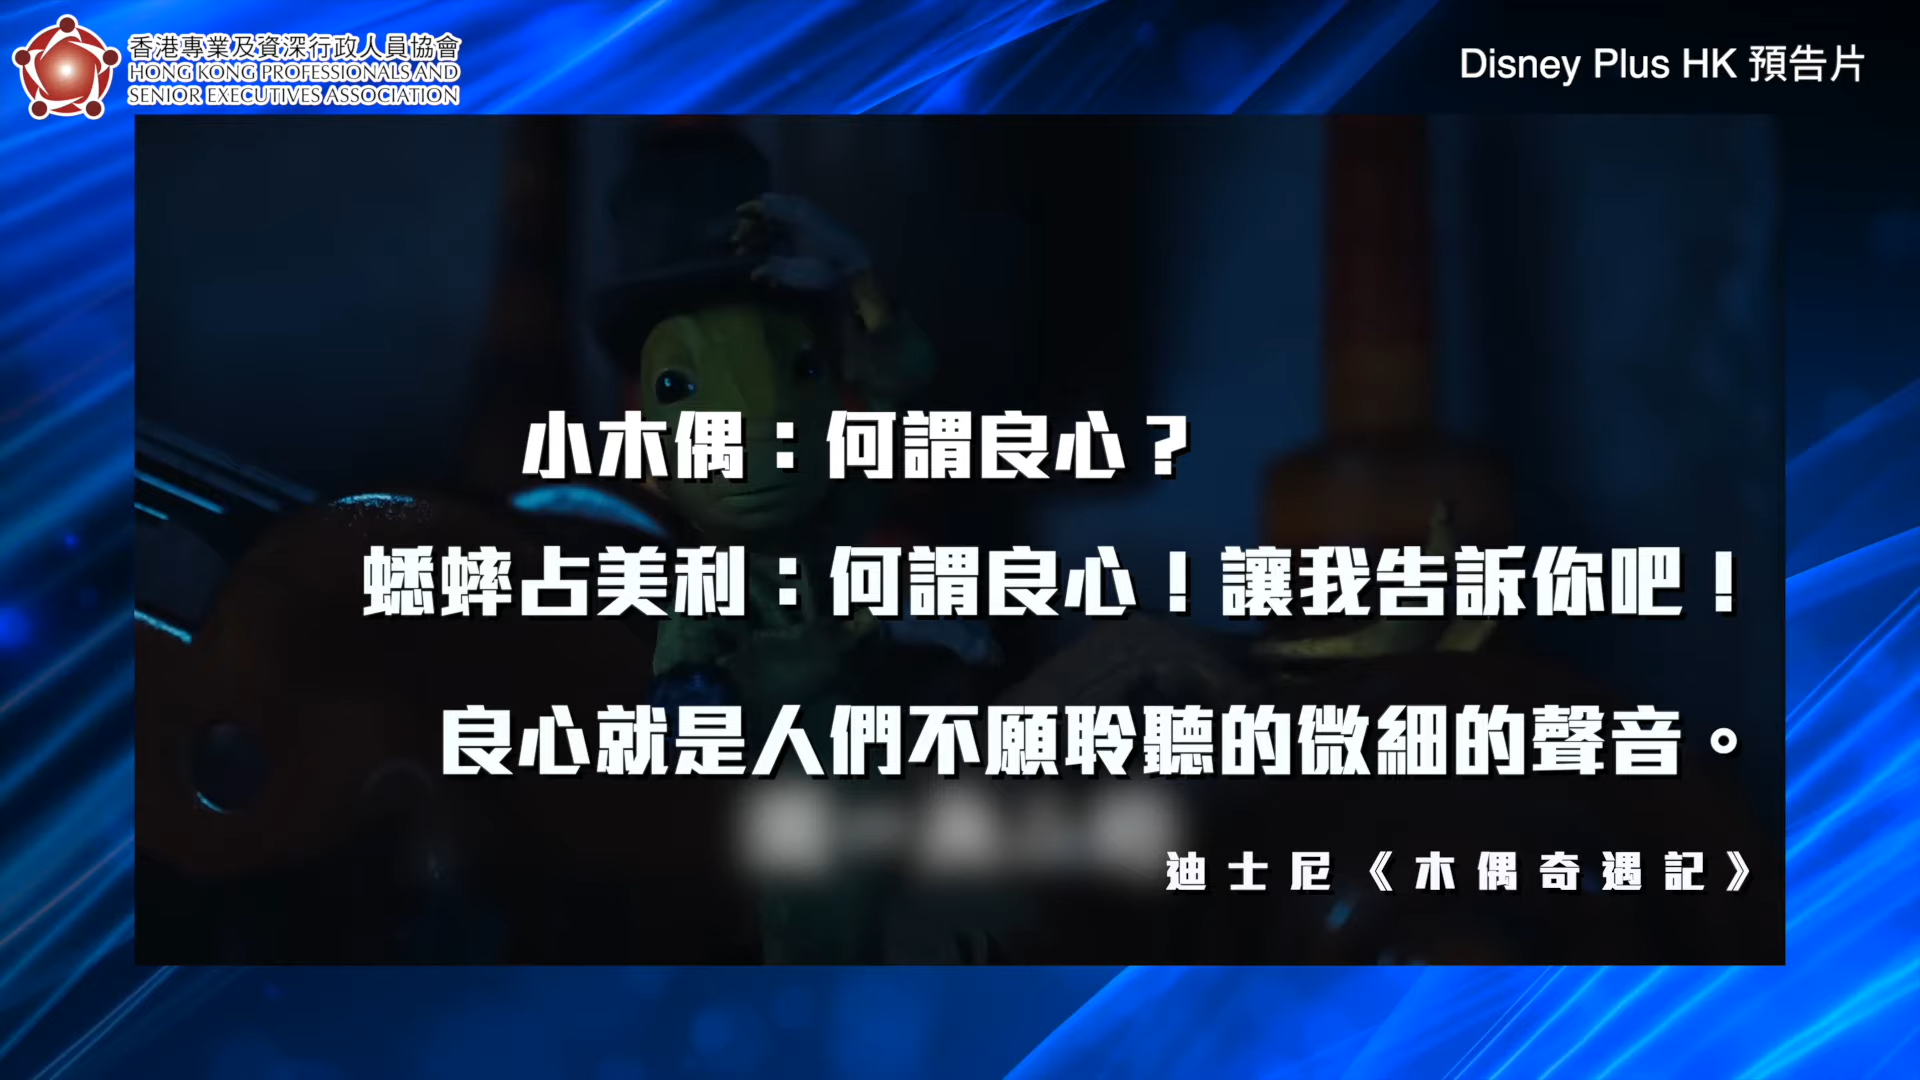 香港專業及資深行政人員協會
HONG KONG PROFESSIONALS AND
SENIOR EXECUTIVES ASSOCIATION
Disney Plus HK 預告片
小木偶：何謂良心？
蟋蟀占美利：何謂良心！讓我告訴你吧！
良心就是人們不願聆聽的微細的聲音。
迪士尼《木偶奇遇記》